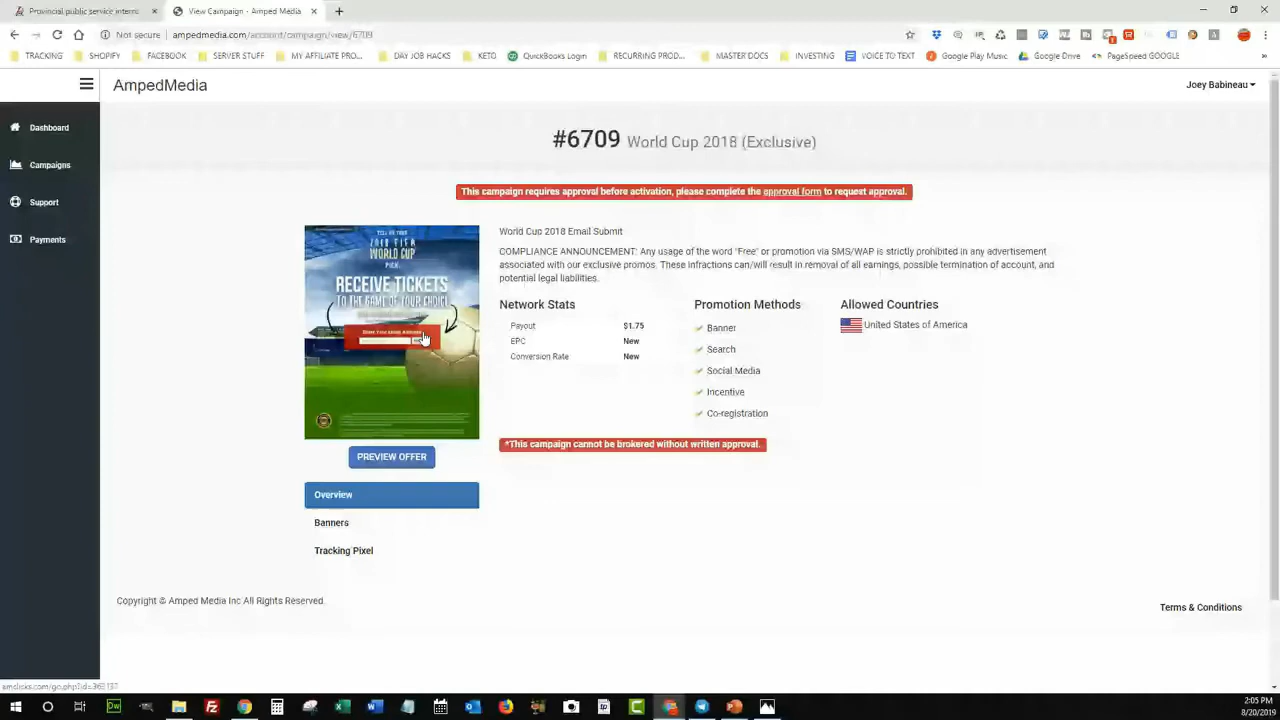 Provincial public service interns
View Campaign - Amped Media
Not secure
ampedmedia.com/account/campaign/view/6709
TRACKING
SHOPIFY
FACEBOOK
SERVER STUFF
MY AFFILIATE PRO...
DAY JOB HACKS
KETO
QuickBooks Login
RECURRING PROD...
MASTER DOCS
INVESTING
VOICE TO TEXT
Google Play Music
Google Drive
PageSpeed GOOGLE
AmpedMedia
Joey Babineau
Dashboard
Campaigns
Support
Payments
#6709 World Cup 2018 (Exclusive)
This campaign requires approval before activation, please complete the approval form to request approval.
TELL US YOUR
2018 FIFA
WORLD CUP
PICK,
RECEIVE TICKETS
TO THE GAME OF YOUR CHOICE
PREVIEW OFFER
Overview
Banners
Tracking Pixel
World Cup 2018 Email Submit
COMPLIANCE ANNOUNCEMENT: Any usage of the word "Free" or promotion via SMS/WAP is strictly prohibited in any advertisement
associated with our exclusive promos. These infractions can/will result in removal of all earnings, possible termination of account, and
potential legal liabilities.
Network Stats
Payout $1.75
EPC New
Conversion Rate New
Promotion Methods
Banner
Search
Social Media
Incentive
Co-registration
Allowed Countries
United States of America
*This campaign cannot be brokered without written approval.
Copyright © Amped Media Inc All Rights Reserved.
Terms & Conditions
2:05 PM
8/20/2019